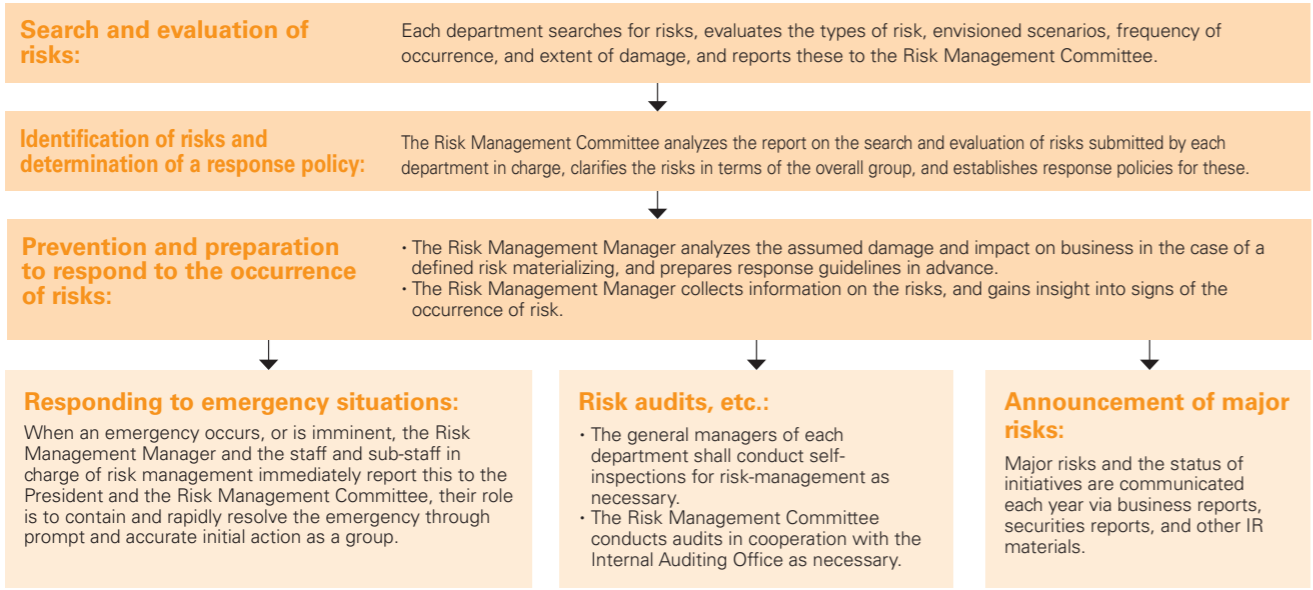 Search and evaluation of
risks:
Each department searches for risks, evaluates the types of risk, envisioned scenarios, frequency of
occurrence, and extent of damage, and reports these to the Risk Management Committee.
Identification of risks and
determination of a response policy:
The Risk Management Committee analyzes the report on the search and evaluation of risks submitted by each
department in charge, clarifies the risks in terms of the overall group, and establishes response policies for these.
Prevention and preparation
to respond to the occurrence
of risks:
・The Risk Management Manager analyzes the assumed damage and impact on business in the case of a
defined risk materializing, and prepares response guidelines in advance.
・The Risk Management Manager collects information on the risks, and gains insight into signs of the
occurrence of risk.
Responding to emergency situations:
When an emergency occurs, or is imminent, the Risk
Management Manager and the staff and sub-staff in
charge of risk management immediately report this to the
President and the Risk Management Committee, their role
is to contain and rapidly resolve the emergency through
prompt and accurate initial action as a group.
Risk audits, etc.:
・The general managers of each
department shall conduct self-
inspections for risk-management as
necessary.
・The Risk Management Committee
conducts audits in cooperation with the
Internal Auditing Office as necessary.
Announcement of major
risks:
Major risks and the status of
initiatives are communicated
each year via business reports,
securities reports, and other IR
materials.